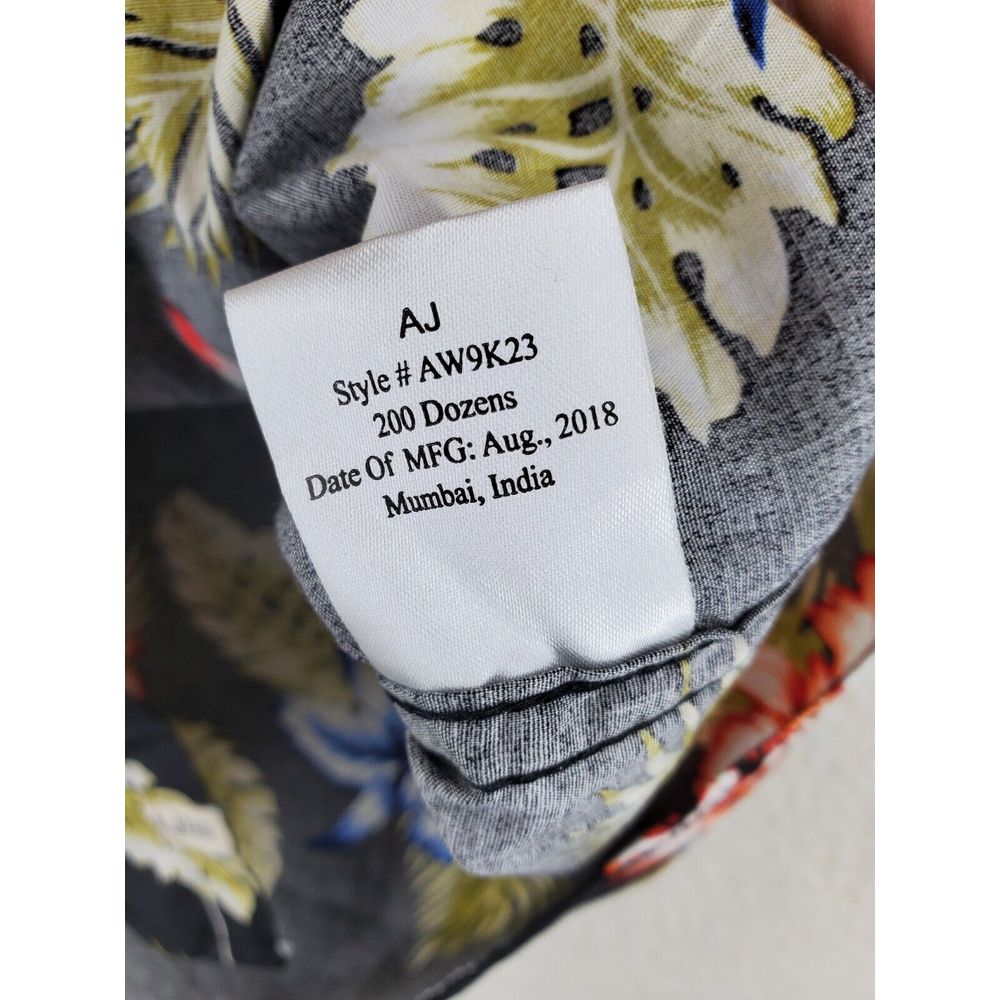 AJ
Style # AW9K23
200 Dozens
Date Of MFG: Aug., 2018
Mumbai, India